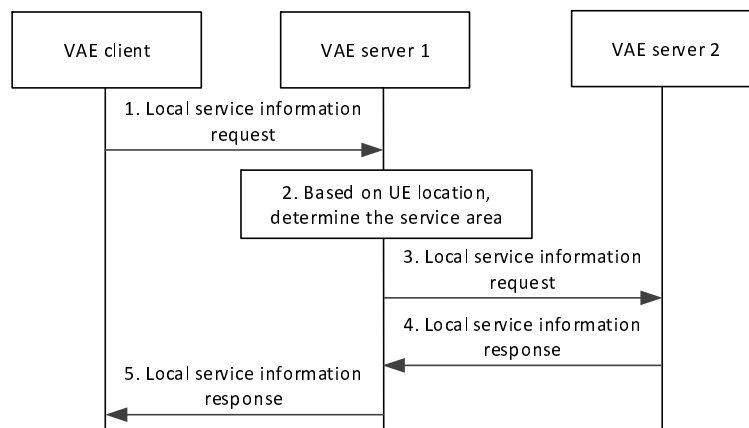 VAE client
VAE server 1
VAE server 2
1. Local service information
request
2. Based on UE location,
determine the service area
3. Local service information
request
4. Local service information
response
5. Local service information
response